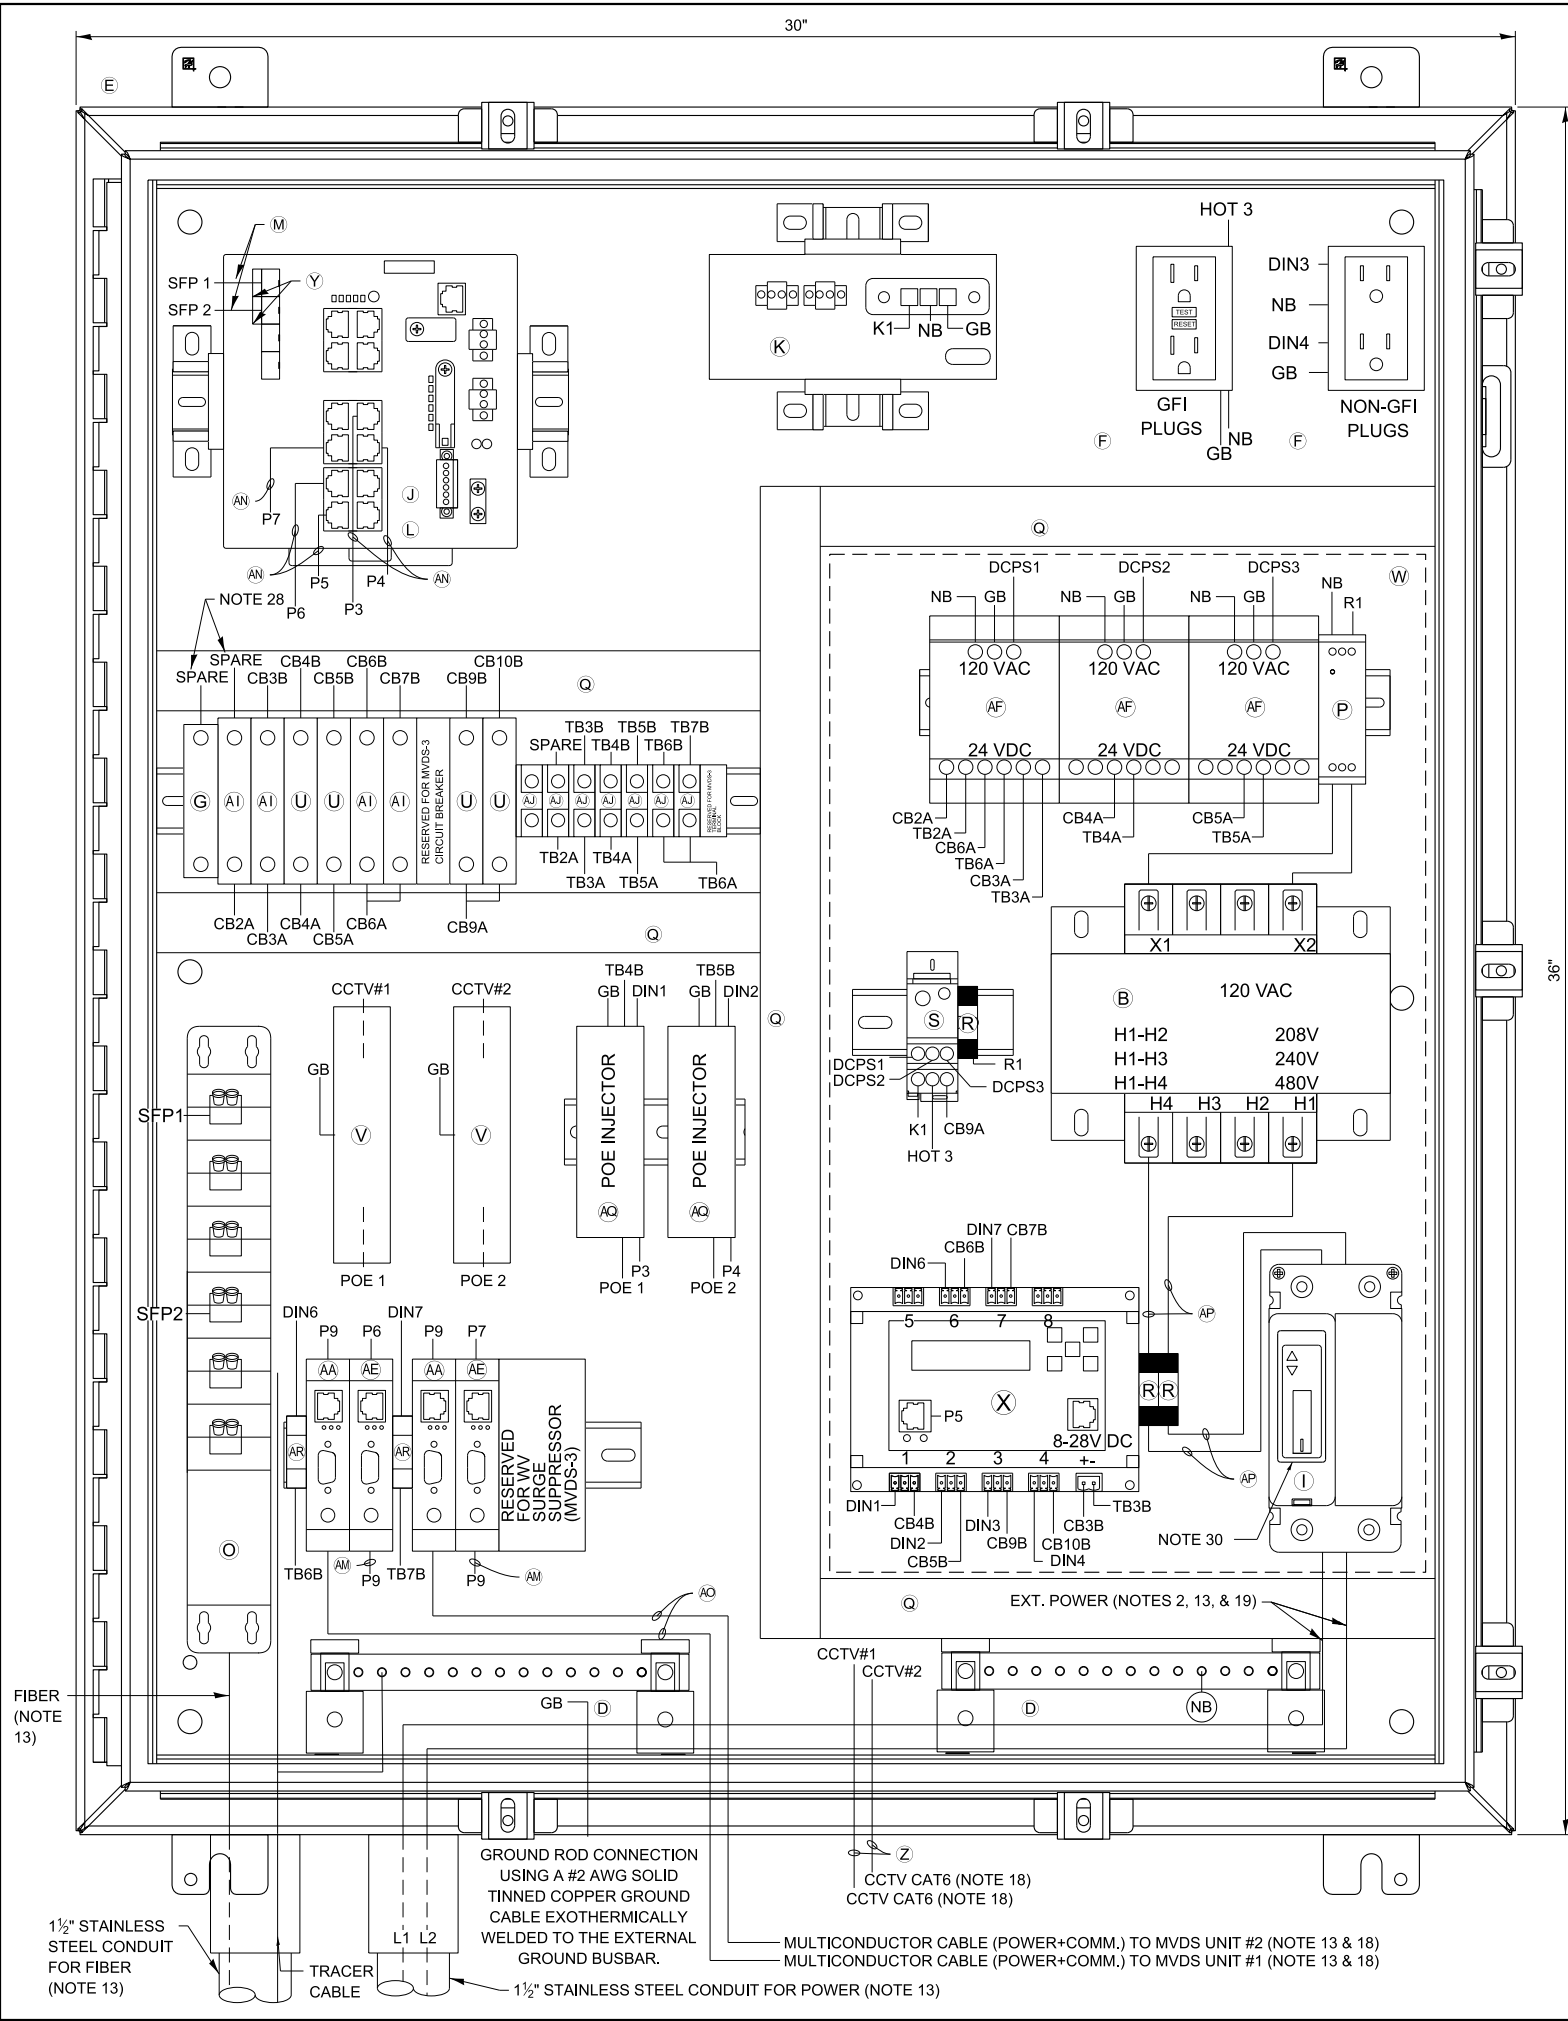 30"
E
M
SFP 1
SFP 2
Y
AN
P7
J
L
AN
P5
P4
AN
P6
P3
NOTE 28
K1
NB
GB
K
HOT 3
TEST
RESET
GFI
PLUGS
F
NB
GB
DIN3
NB
DIN4
GB
NON-GFI
PLUGS
F
36"
Q
W
SPARE
SPARE
CB3B
CB4B
CB5B
CB6B
CB7B
CB9B
CB10B
Q
G
AI
AI
U
U
AI
AI
RESERVED FOR MVDS-3
CIRCUIT BREAKER
U
U
SPARE
TB3B
TB4B
TB5B
TB6B
TB7B
AJ
AJ
AJ
AJ
AJ
AJ
AJ
RESERVED FOR MVDS-3
TERMINAL
BLOCK
TB2A
TB3A
TB4A
TB5A
TB6A
CB2A
CB3A
CB4A
CB5A
CB6A
CB9A
Q
DCPS1
DCPS2
DCPS3
NB
GB
NB
GB
NB
GB
NB
R1
120 VAC
120 VAC
120 VAC
AF
AF
AF
P
24 VDC
24 VDC
24 VDC
CB2A
TB2A
CB6A
TB6A
CB3A
TB3A
CB4A
TB4A
CB5A
TB5A
X1
X2
B
120 VAC
H1-H2 208V
H1-H3 240V
H1-H4 480V
H4
H3
H2
H1
Q
S
R
DCPS1
DCPS2
R1
DCPS3
K1
CB9A
HOT 3
CCTV#1
CCTV#2
GB
GB
V
V
POE 1
POE 2
TB4B
GB
DIN1
TB5B
GB
DIN2
POE INJECTOR
POE INJECTOR
AQ
AQ
P3
POE 1
P4
POE 2
SFP1
SFP2
O
DIN6
P9
P6
DIN7
P9
P7
AA
AE
AA
AE
AR
AR
RESERVED
FOR WV
SURGE
SUPPRESSOR
(MVDS-3)
TB6B
AM
P9
TB7B
P9
AM
AO
DIN6
CB6B
DIN7
CB7B
5
6
7
8
X
P5
8-28V DC
1
2
3
4
+-
DIN1
CB4B
DIN2
CB5B
DIN3
CB9B
CB10B
DIN4
CB3B
TB3B
AP
R
R
AP
I
NOTE 30
Q
EXT. POWER (NOTES 2, 13, & 19)
CCTV#1
CCTV#2
GB
D
D
NB
FIBER
(NOTE
13)
GROUND ROD CONNECTION
USING A #2 AWG SOLID
TINNED COPPER GROUND
CABLE EXOTHERMICALLY
WELDED TO THE EXTERNAL
GROUND BUSBAR.
Z
CCTV CAT6 (NOTE 18)
CCTV CAT6 (NOTE 18)
1½" STAINLESS
STEEL CONDUIT
FOR FIBER
(NOTE 13)
L1
L2
TRACER
CABLE
MULTICONDUCTOR CABLE (POWER+COMM.) TO MVDS UNIT #2 (NOTE 13 & 18)
MULTICONDUCTOR CABLE (POWER+COMM.) TO MVDS UNIT #1 (NOTE 13 & 18)
1½" STAINLESS STEEL CONDUIT FOR POWER (NOTE 13)